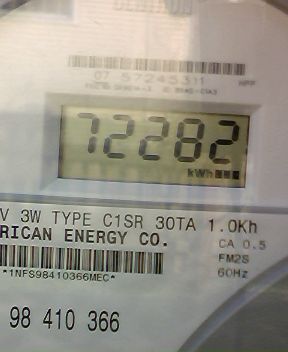 07 57245311
72282
kWh
V 3W TYPE C1SR 30TA 1.0Kh
RICAN ENERGY CO.
CA 0.5
FM2S
*1NFS98410366MEC*
60Hz
98 410 366